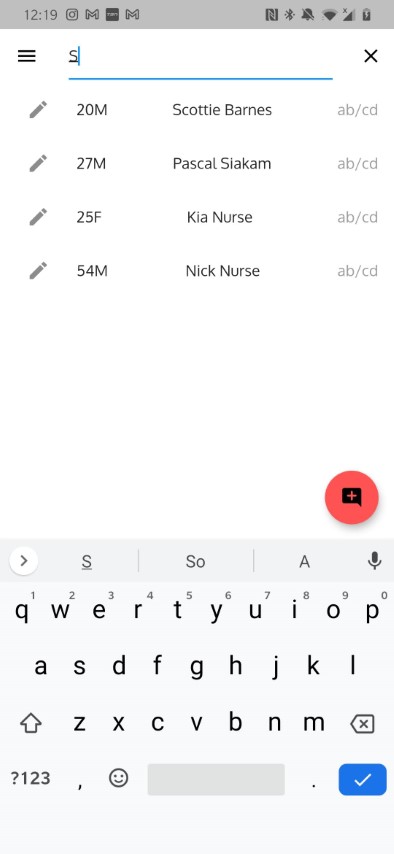 12:19
S
20M Scottie Barnes ab/cd
27M Pascal Siakam ab/cd
25F Kia Nurse ab/cd
54M Nick Nurse ab/cd
S So A
1 2 3 4 5 6 7 8 9 0
q w e r t y u i o p
a s d f g h j k l
z x c v b n m
?123 , .